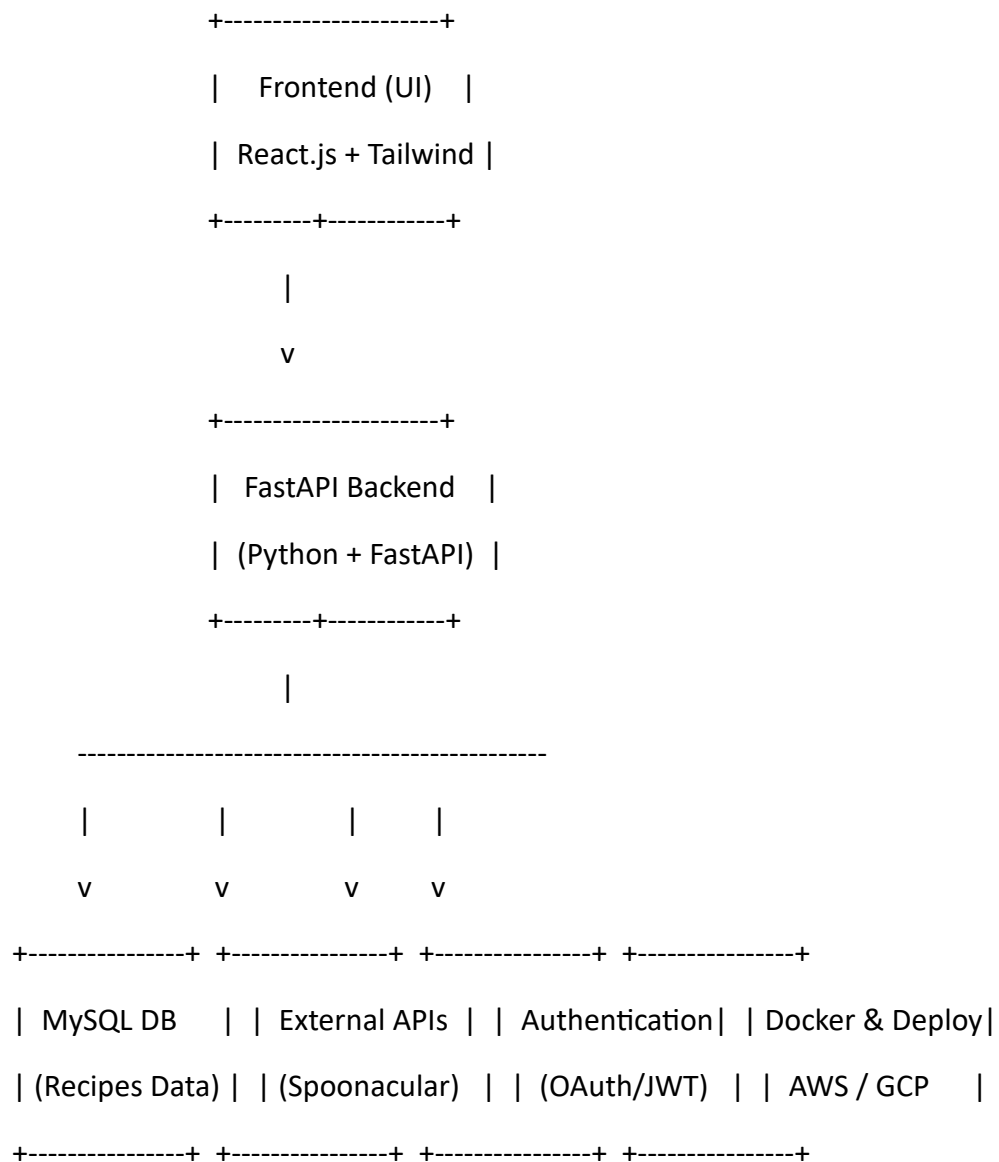 +----------------------+
| Frontend (UI) |
| React.js + Tailwind |
+---------+------------+
|
v
+----------------------+
| FastAPI Backend |
| (Python + FastAPI) |
+---------+------------+
|
------------------------------------------------
| | | |
v v v v
+----------------+ +----------------+ +----------------+ +----------------+
| MySQL DB | | External APIs | | Authentication| | Docker & Deploy|
| (Recipes Data) | | (Spoonacular) | | (OAuth/JWT) | | AWS / GCP |
+----------------+ +----------------+ +----------------+ +----------------+